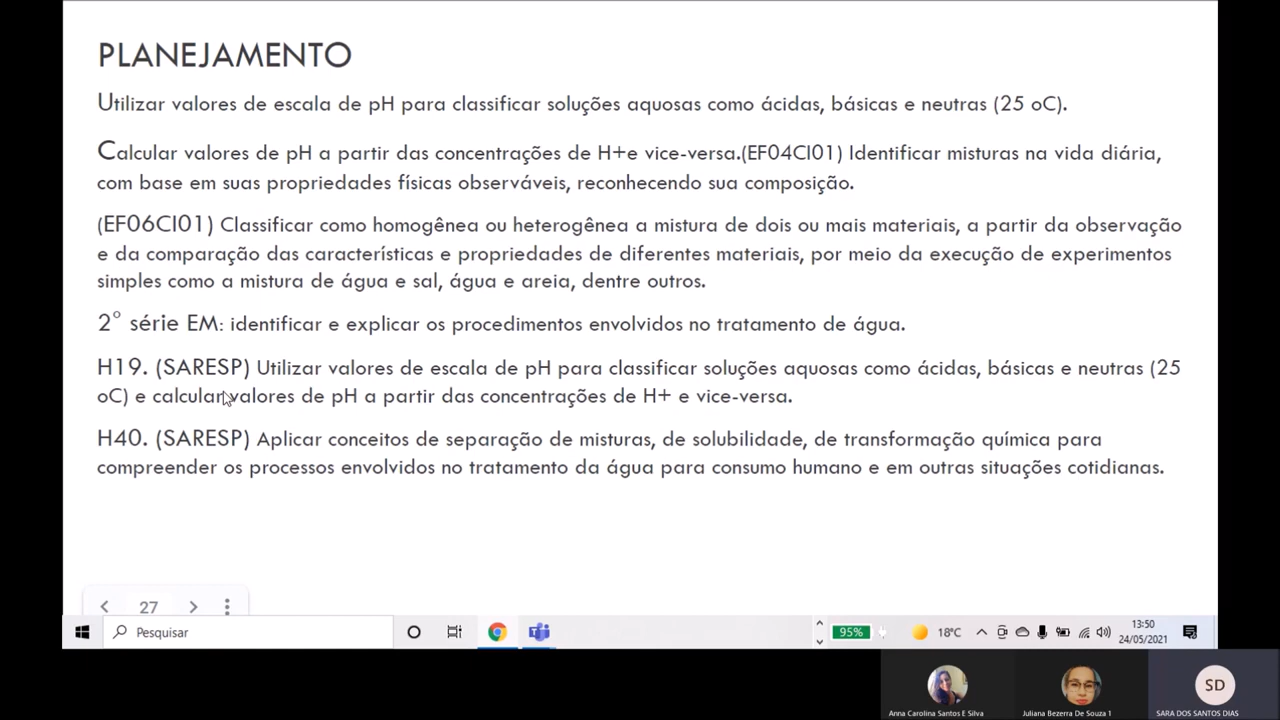 PLANEJAMENTO
Utilizar valores de escala de pH para classificar soluções aquosas como ácidas, básicas e neutras (25 oC).
Calcular valores de pH a partir das concentrações de H+e vice-versa.(EF04CI01) Identificar misturas na vida diária,
com base em suas propriedades físicas observáveis, reconhecendo sua composição.
(EF06CI01) Classificar como homogênea ou heterogênea a mistura de dois ou mais materiais, a partir da observação
e da comparação das características e propriedades de diferentes materiais, por meio da execução de experimentos
simples como a mistura de água e sal, água e areia, dentre outros.
2° série EM: identificar e explicar os procedimentos envolvidos no tratamento de água.
H19. (SARESP) Utilizar valores de escala de pH para classificar soluções aquosas como ácidas, básicas e neutras (25
oC) e calcular valores de pH a partir das concentrações de H+ e vice-versa.
H40. (SARESP) Aplicar conceitos de separação de misturas, de solubilidade, de transformação química para
compreender os processos envolvidos no tratamento da água para consumo humano e em outras situações cotidianas.
27
Pesquisar
95%
18°C
13:50
24/05/2021
SD
Anna Carolina Santos E Silva
Juliana Bezerra De Souza 1
SARA DOS SANTOS DIAS